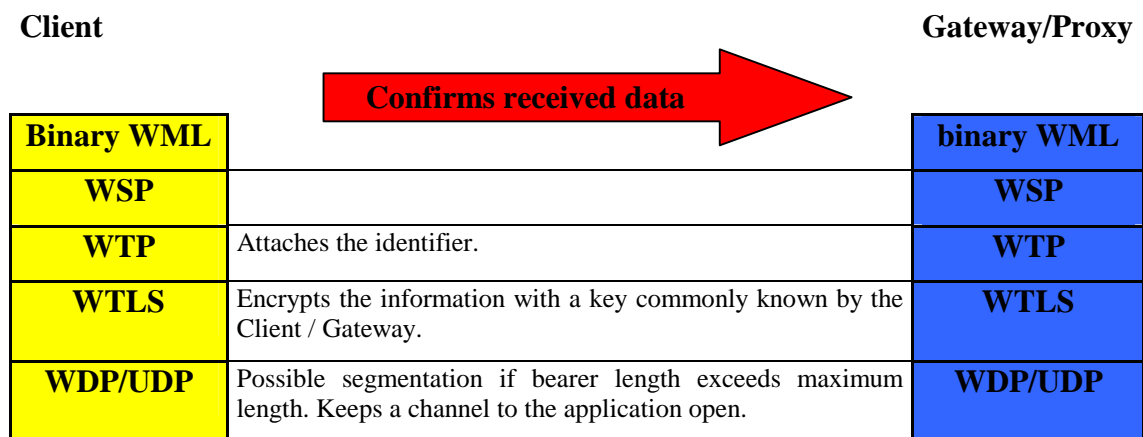 Client Gateway/Proxy
Confirms received data
Binary WML binary WML
WSP WSP
WTP Attaches the identifier. WTP
WTLS Encrypts the information with a key commonly known by the WTLS
Client / Gateway.
WDP/UDP Possible segmentation if bearer length exceeds maximum WDP/UDP
length. Keeps a channel to the application open.